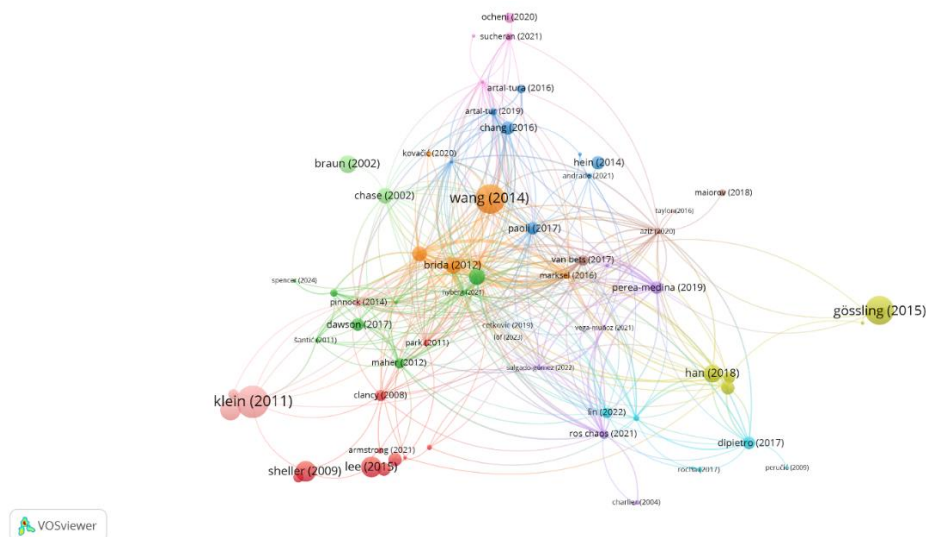 ocheni (2020)
sucheran (2021)
artal-tura (2016)
artal-tur (2019)
chang (2016)
kovačić (2020)
braun (2002)
hein (2014)
andrade (2021)
chase (2002)
wang (2014)
maiorov (2018)
taylori(2016)
aziz (2020)
paoli (2017)
van bets (2017)
brida (2012)
marksel (2016)
spencer (2024)
perea-medina (2019)
pinnock (2014)
gössling (2015)
dawson (2017)
cetkovic (2019)
vega-muñoz (2021)
park (2011)
maher (2012)
salgado-gómez (2022)
han (2018)
clancy (2008)
klein (2011)
lin (2022)
ros chaos (2021)
dipietro (2017)
armstrong (2021)
sheller (2009)
lee (2015)
peručić (2009)
charlier (2004)
VOSviewer